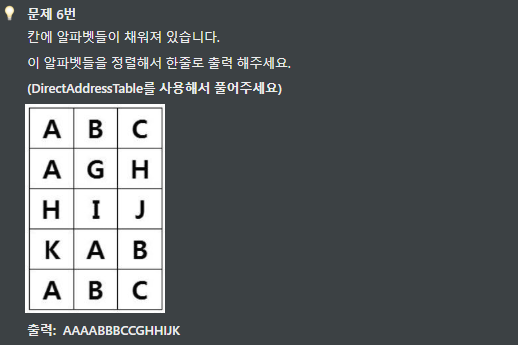 문제 6번
칸에 알파벳들이 채워져 있습니다.
이 알파벳들을 정렬해서 한줄로 출력 해주세요.
(DirectAddressTable를 사용해서 풀어주세요)
A B C
A G H
H I J
K A B
A B C
출력: AAAABBBCCGHHIJK